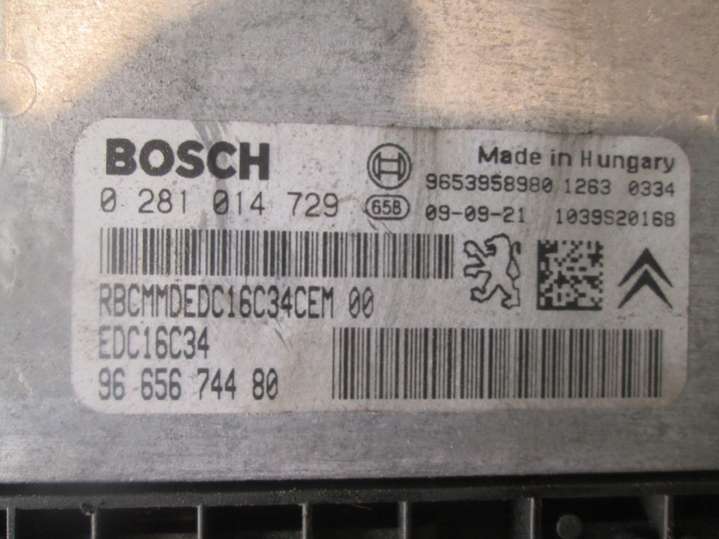 BOSCH
Made in Hungary
9653958980 1263 0334
0 281 014 729 658 09-09-21 1039S20168
RBCMMDEDC16C34CEM 00
EDC16C34
96 656 744 80